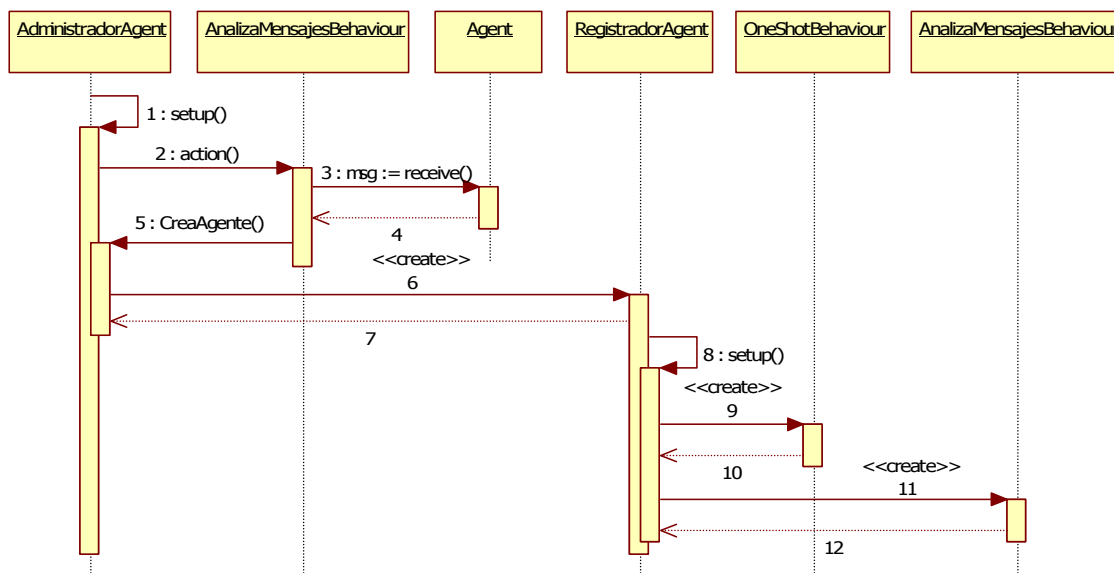 AdministradorAgent
AnalizaMensajesBehaviour
Agent
RegistradorAgent
OneShotBehaviour
AnalizaMensajesBehaviour
1 : setup()
2 : action()
3 : msg := receive()
4
5 : CreaAgente()
<<create>>
6
7
8 : setup()
<<create>>
9
10
<<create>>
11
12